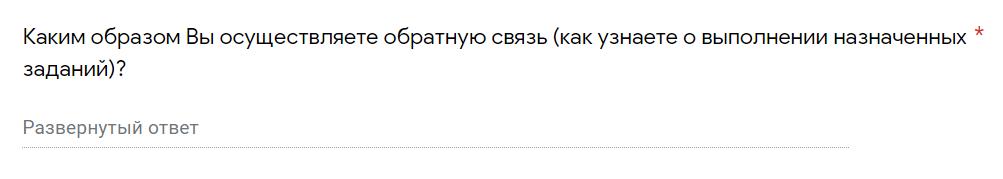 Каким образом Вы осуществляете обратную связь (как узнаете о выполнении назначенных *
заданий)?
Развернутый ответ